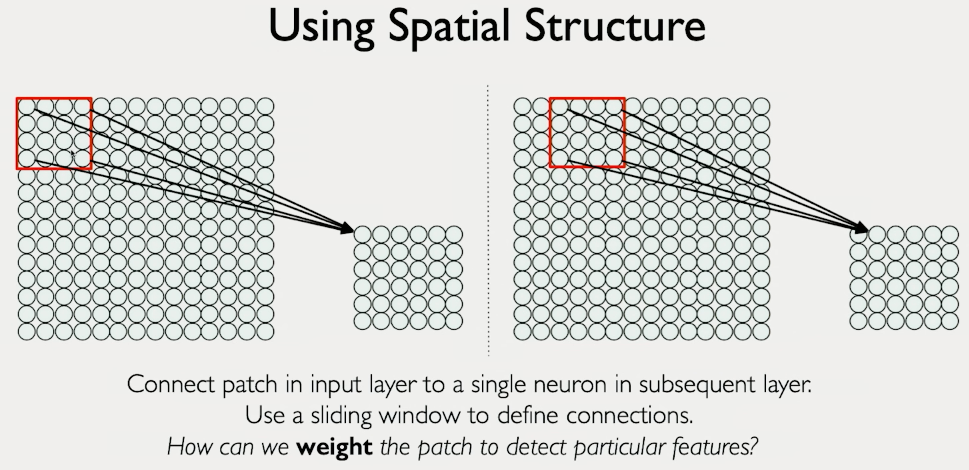 Using Spatial Structure
Connect patch in input layer to a single neuron in subsequent layer.
Use a sliding window to define connections.
How can we weight the patch to detect particular features?